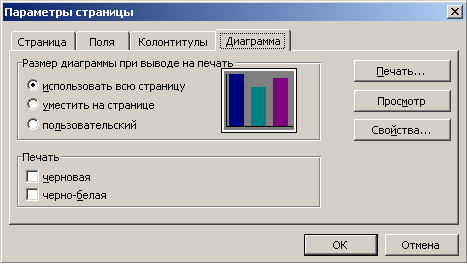 Параметры страницы
Страница Поля Колонтитулы Диаграмма
Размер диаграммы при выводе на печать
использовать всю страницу
уместить на странице
пользовательский
Печать...
Просмотр
Свойства...
Печать
черновая
черно-белая
ОК Отмена